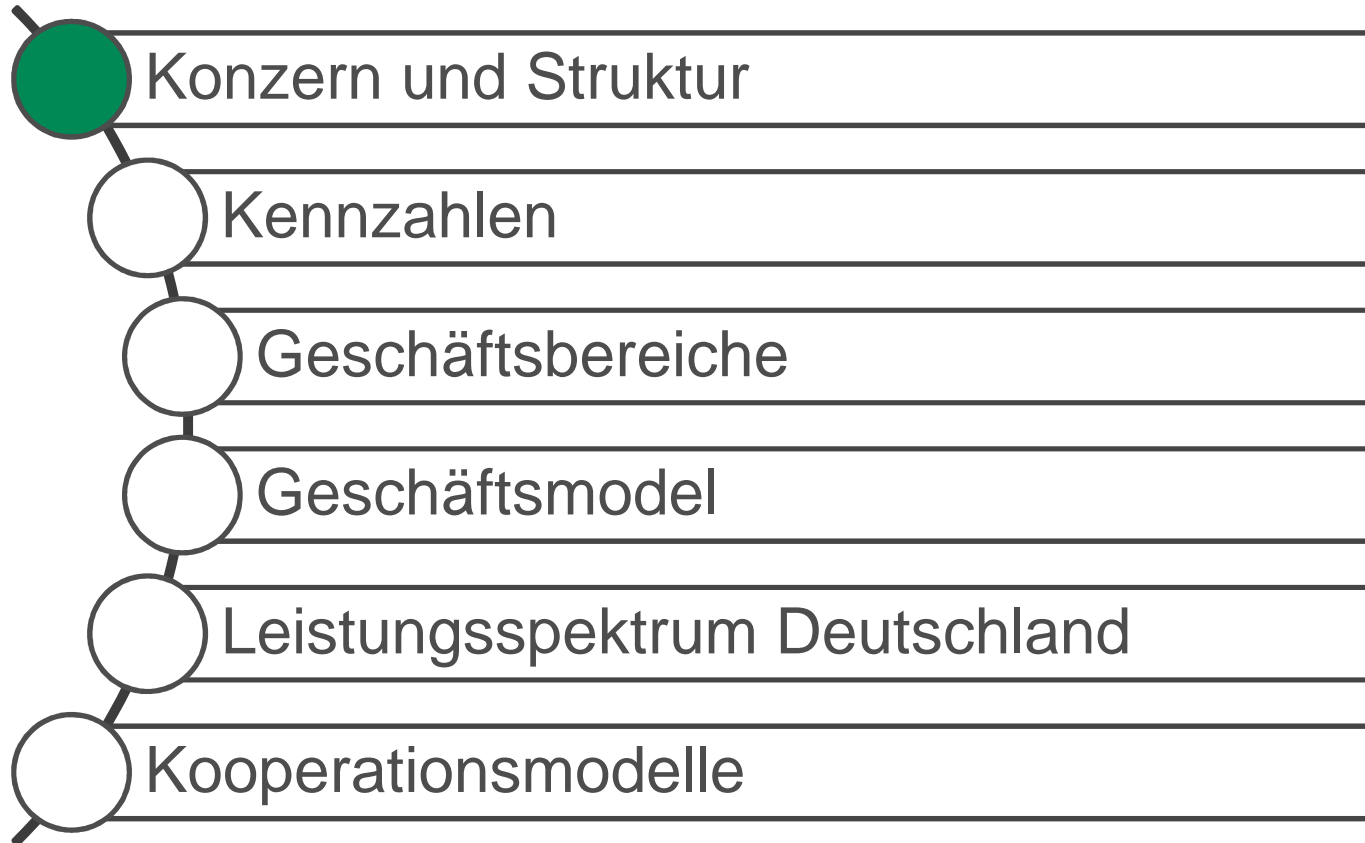 Konzern und Struktur
Kennzahlen
Geschäftsbereiche
Geschäftsmodel
Leistungsspektrum Deutschland
Kooperationsmodelle